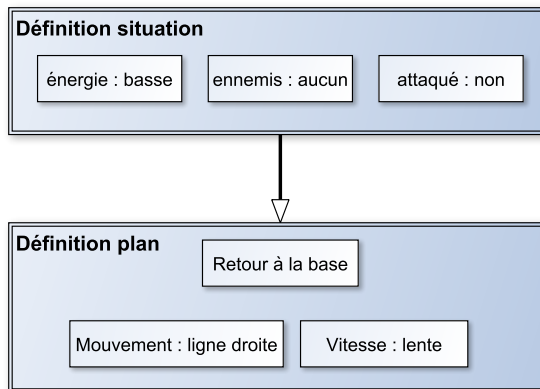 Définition situation
énergie : basse
ennemis : aucun
attaqué : non
Définition plan
Retour à la base
Mouvement : ligne droite
Vitesse : lente